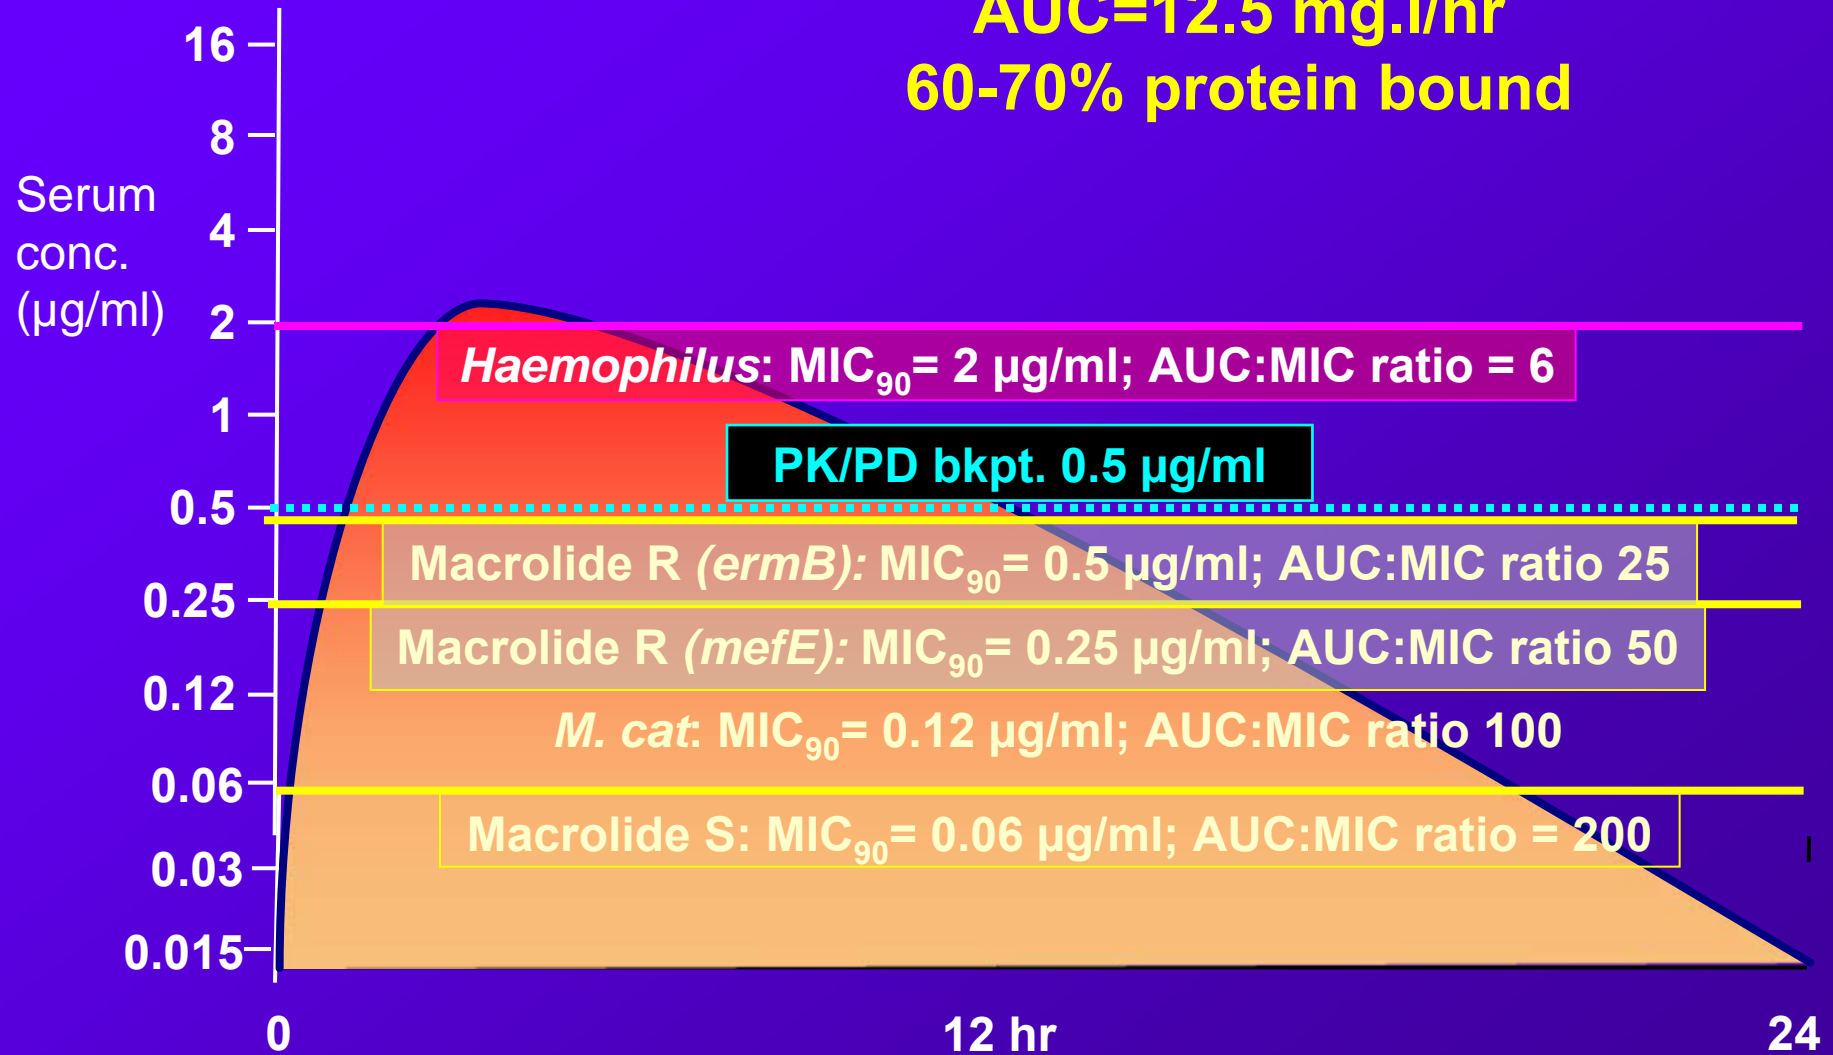 AUC=12.5 mg.l/hr
60-70% protein bound
16
8
Serum
conc.
(µg/ml)
4
2
Haemophilus: MIC90= 2 µg/ml; AUC:MIC ratio = 6
1
PK/PD bkpt. 0.5 µg/ml
0.5
Macrolide R (ermB): MIC90= 0.5 µg/ml; AUC:MIC ratio 25
0.25
Macrolide R (mefE): MIC90= 0.25 µg/ml; AUC:MIC ratio 50
0.12
M. cat: MIC90= 0.12 µg/ml; AUC:MIC ratio 100
0.06
Macrolide S: MIC90= 0.06 µg/ml; AUC:MIC ratio = 200
0.03
0.015
0 12 hr 24